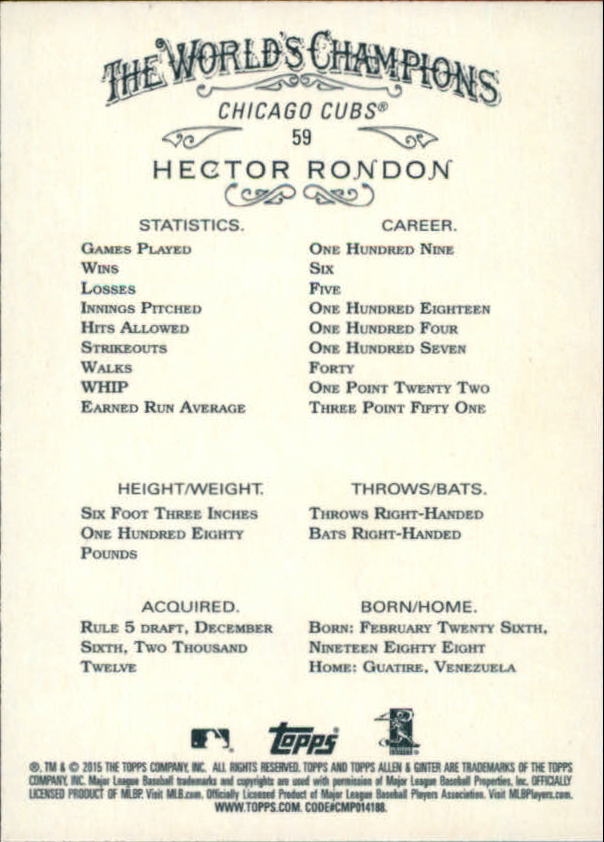 THE WORLD'S CHAMPIONS
CHICAGO CUBS®
59
HECTOR RONDON
STATISTICS.
GAMES PLAYED
WINS
LOSSES
INNINGS PITCHED
HITS ALLOWED
STRIKEOUTS
WALKS
WHIP
EARNED RUN AVERAGE
CAREER.
ONE HUNDRED NINE
SIX
FIVE
ONE HUNDRED EIGHTEEN
ONE HUNDRED FOUR
ONE HUNDRED SEVEN
FORTY
ONE POINT TWENTY TWO
THREE POINT FIFTY ONE
HEIGHT/WEIGHT.
SIX FOOT THREE INCHES
ONE HUNDRED EIGHTY
POUNDS
THROWS/BATS.
THROWS RIGHT-HANDED
BATS RIGHT-HANDED
ACQUIRED.
RULE 5 DRAFT, DECEMBER
SIXTH, TWO THOUSAND
TWELVE
BORN/HOME.
BORN: FEBRUARY TWENTY SIXTH,
NINETEEN EIGHTY EIGHT
HOME: GUATIRE, VENEZUELA
Topps
®, TM & © 2015 THE TOPPS COMPANY, INC. ALL RIGHTS RESERVED. TOPPS AND TOPPS ALLEN & GINTER ARE TRADEMARKS OF THE TOPPS
COMPANY, INC. Major League Baseball trademarks and copyrights are used with permission of Major League Baseball Properties, Inc. OFFICIALLY
LICENSED PRODUCT OF MLBP. Visit MLB.com. Officially Licensed Product of Major League Baseball Players Association. Visit MLBPlayers.com.
WWW.TOPPS.COM. CODE#CMP014188.